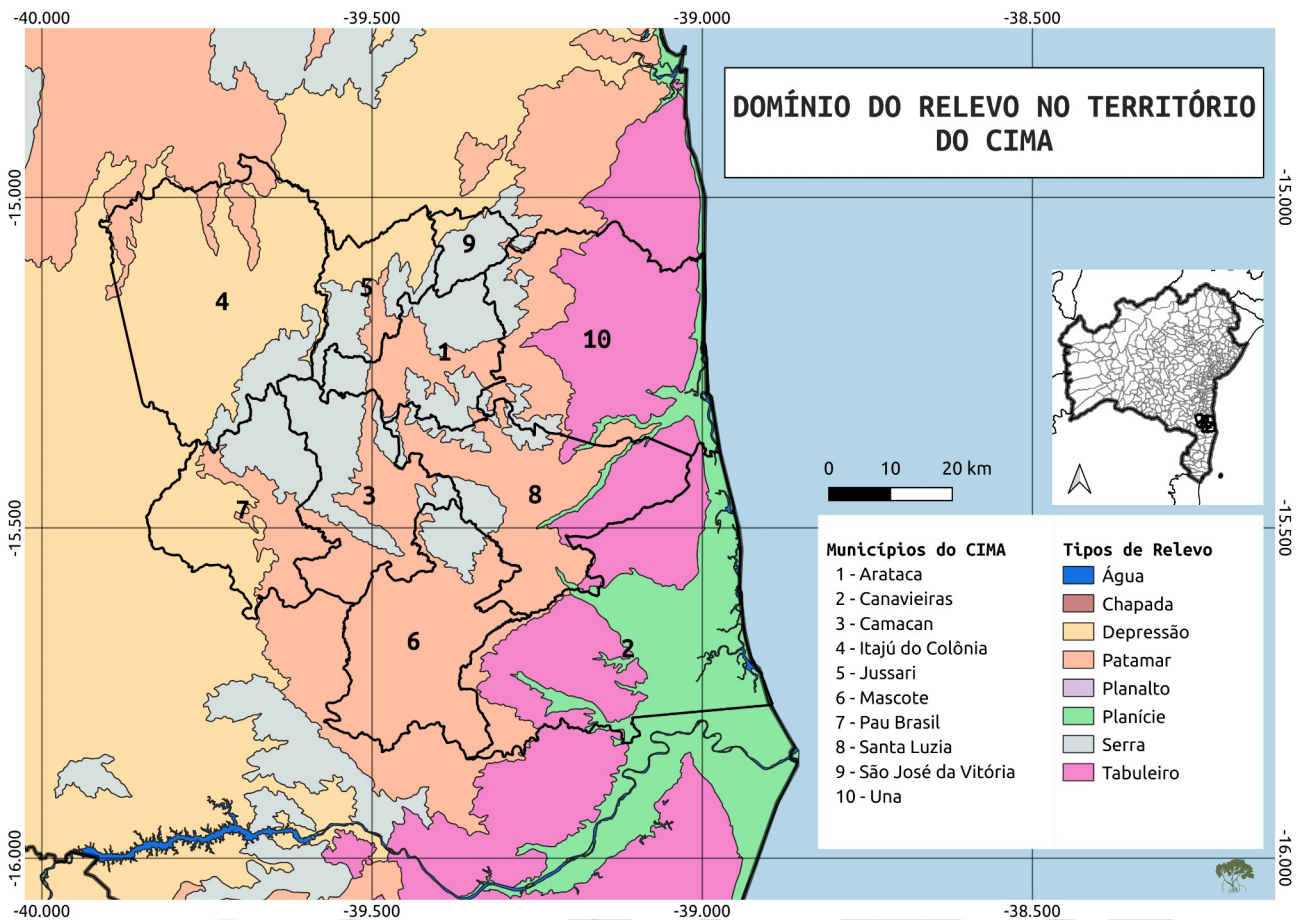 -40.000
-39.500
-39.000
-38.500
DOMÍNIO DO RELEVO NO TERRITÓRIO
DO CIMA
-15.000
-15.000
9
5
4
10
1
0 10 20 km
3
8
7
-15.500
-15.500
6
2
Municípios do CIMA
1 - Arataca
2 - Canavieiras
3 - Camacan
4 - Itajú do Colônia
5 - Jussari
6 - Mascote
7 - Pau Brasil
8 - Santa Luzia
9 - São José da Vitória
10 - Una
Tipos de Relevo
Água
Chapada
Depressão
Patamar
Planalto
Planície
Serra
Tabuleiro
-16.000
-16.000
-40.000
-39.500
-39.000
-38.500